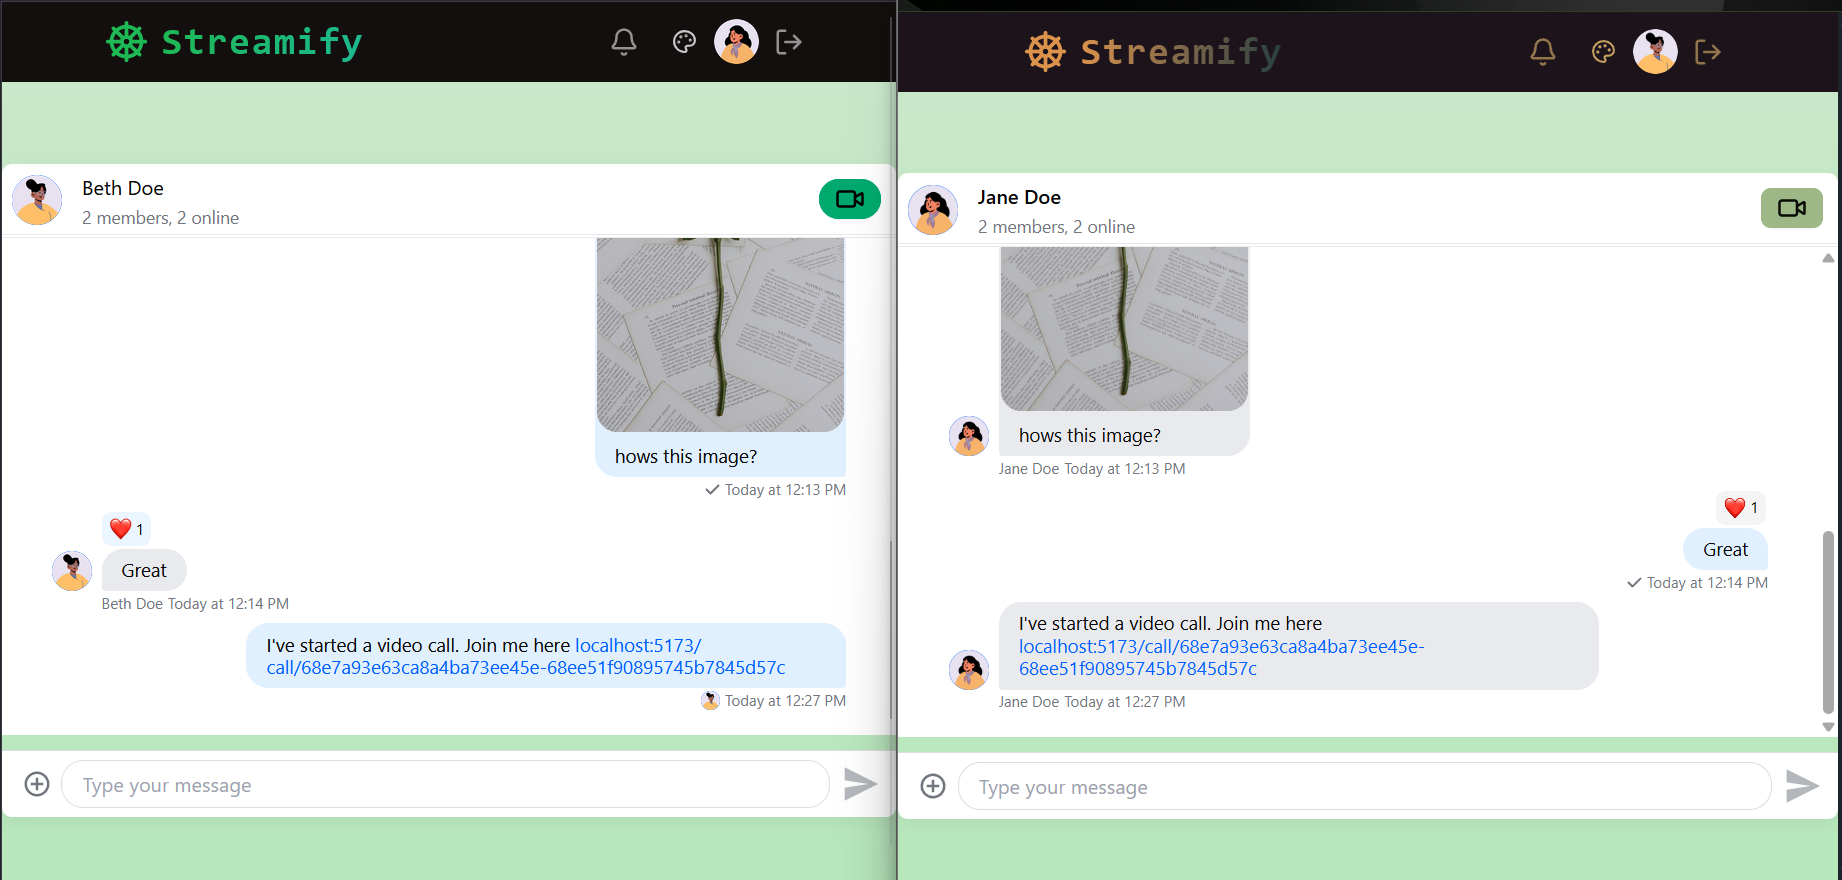 Streamify
Beth Doe
2 members, 2 online
hows this image?
Today at 12:13 PM
1
Great
Beth Doe Today at 12:14 PM
I've started a video call. Join me here localhost:5173/
call/68e7a93e63ca8a4ba73ee45e-68ee51f90895745b7845d57c
Today at 12:27 PM
Type your message
Streamify
Jane Doe
2 members, 2 online
hows this image?
Jane Doe Today at 12:13 PM
1
Great
Today at 12:14 PM
I've started a video call. Join me here
localhost:5173/call/68e7a93e63ca8a4ba73ee45e-
68ee51f90895745b7845d57c
Jane Doe Today at 12:27 PM
Type your message